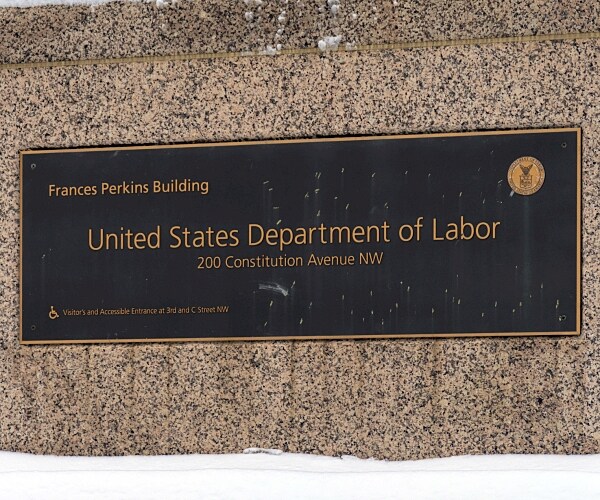 Frances Perkins Building
United States Department of Labor
200 Constitution Avenue NW
Visitor's and Accessible Entrance at 3rd and C Street NW